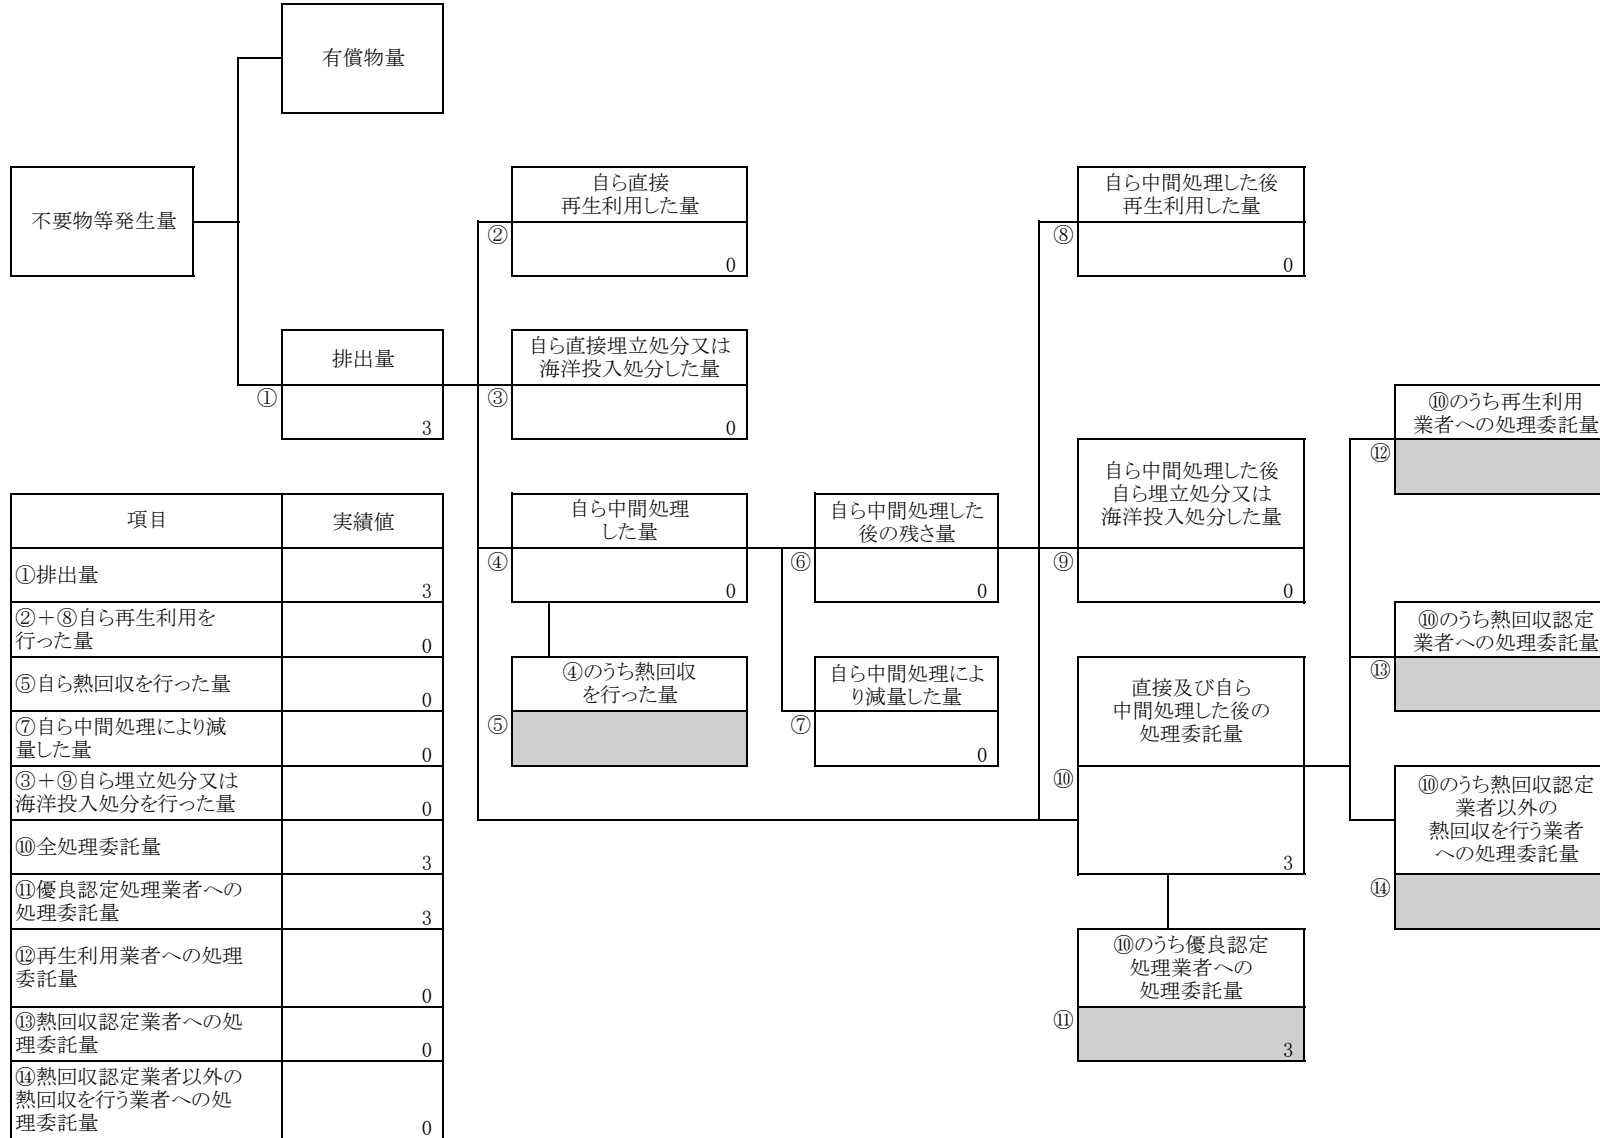 有償物量
不要物等発生量
自ら直接
再生利用した量
②
0
自ら中間処理した後
再生利用した量
⑧
0
排出量
①
3
自ら直接埋立処分又は
海洋投入処分した量
③
0
⑩のうち再生利用
業者への処理委託量
⑫
自ら中間処理
した量
④
0
自ら中間処理した
後の残さ量
⑥
0
自ら中間処理した後
自ら埋立処分又は
海洋投入処分した量
⑨
0
⑩のうち熱回収認定
業者への処理委託量
⑬
④のうち熱回収
を行った量
⑤
自ら中間処理によ
り減量した量
⑦
0
直接及び自ら
中間処理した後の
処理委託量
⑩
3
⑩のうち熱回収認定
業者以外の
熱回収を行う業者
への処理委託量
⑭
⑩のうち優良認定
処理業者への
処理委託量
⑪
3
項目 実績値
①排出量
3
②＋⑧自ら再生利用を
行った量
0
⑤自ら熱回収を行った量
0
⑦自ら中間処理により減
量した量
0
③＋⑨自ら埋立処分又は
海洋投入処分を行った量
0
⑩全処理委託量
3
⑪優良認定処理業者への
処理委託量
3
⑫再生利用業者への処理
委託量
0
⑬熱回収認定業者への処
理委託量
0
⑭熱回収認定業者以外の
熱回収を行う業者への処
理委託量
0